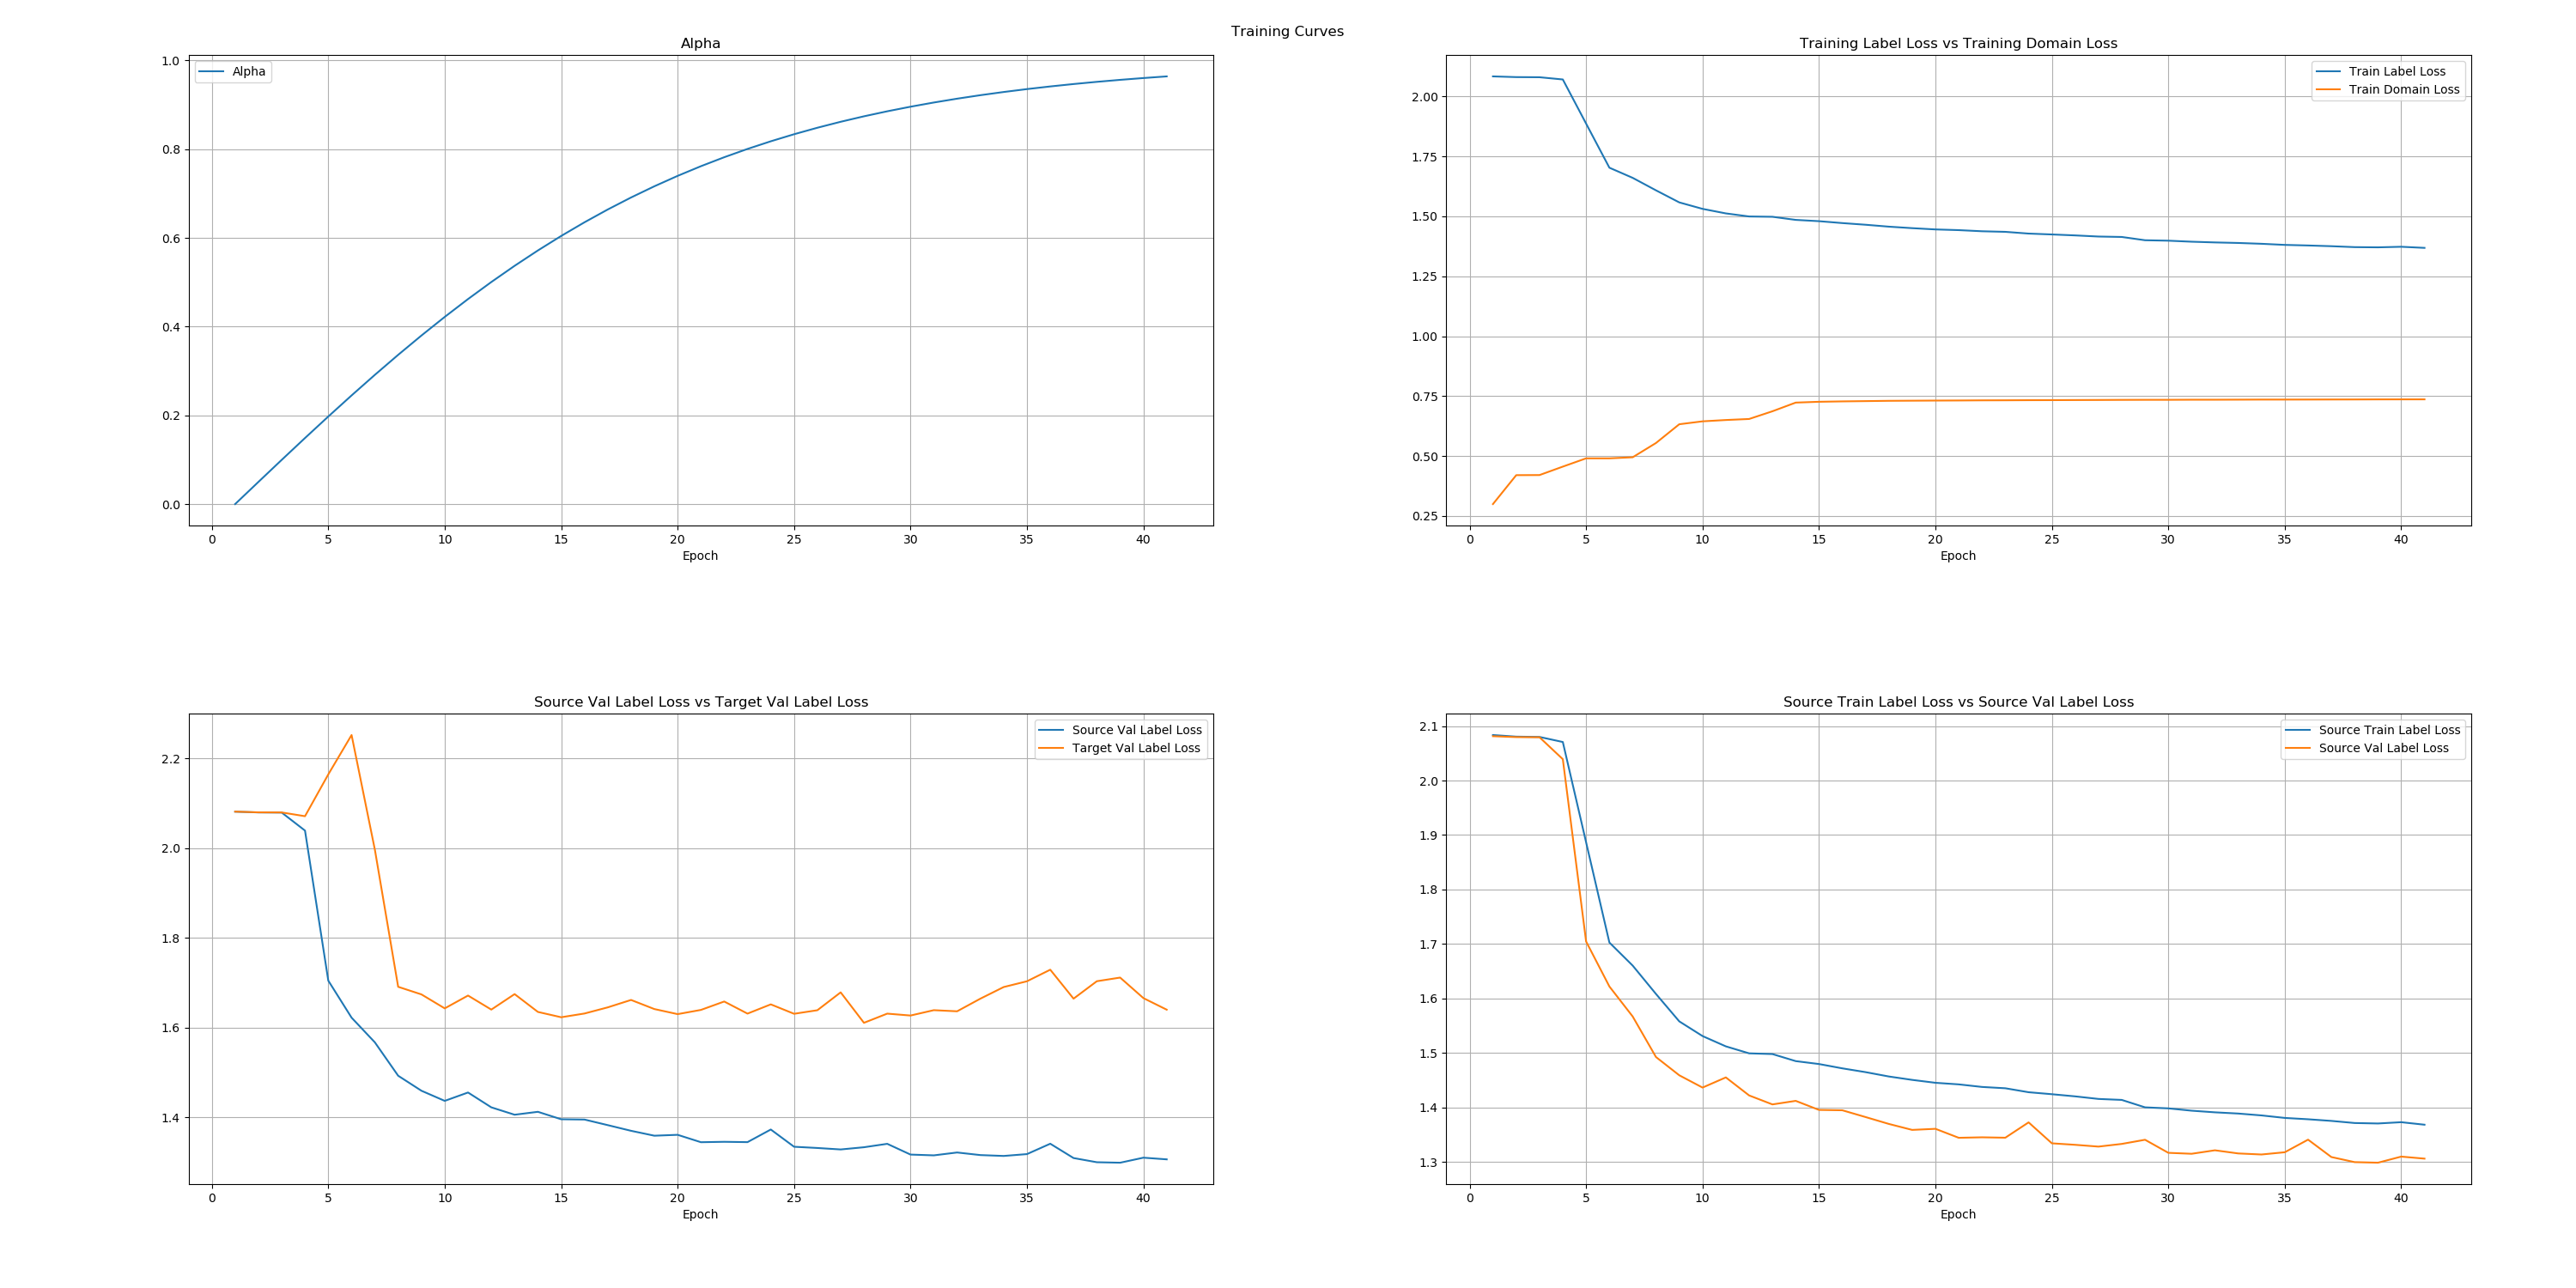 Training Curves
Alpha
Alpha
1.0
0.8
0.6
0.4
0.2
0.0
0 5 10 15 20 25 30 35 40
Epoch
Training Label Loss vs Training Domain Loss
Train Label Loss
Train Domain Loss
2.00
1.75
1.50
1.25
1.00
0.75
0.50
0.25
0 5 10 15 20 25 30 35 40
Epoch
Source Val Label Loss vs Target Val Label Loss
Source Val Label Loss
Target Val Label Loss
2.2
2.0
1.8
1.6
1.4
0 5 10 15 20 25 30 35 40
Epoch
Source Train Label Loss vs Source Val Label Loss
Source Train Label Loss
Source Val Label Loss
2.1
2.0
1.9
1.8
1.7
1.6
1.5
1.4
1.3
0 5 10 15 20 25 30 35 40
Epoch